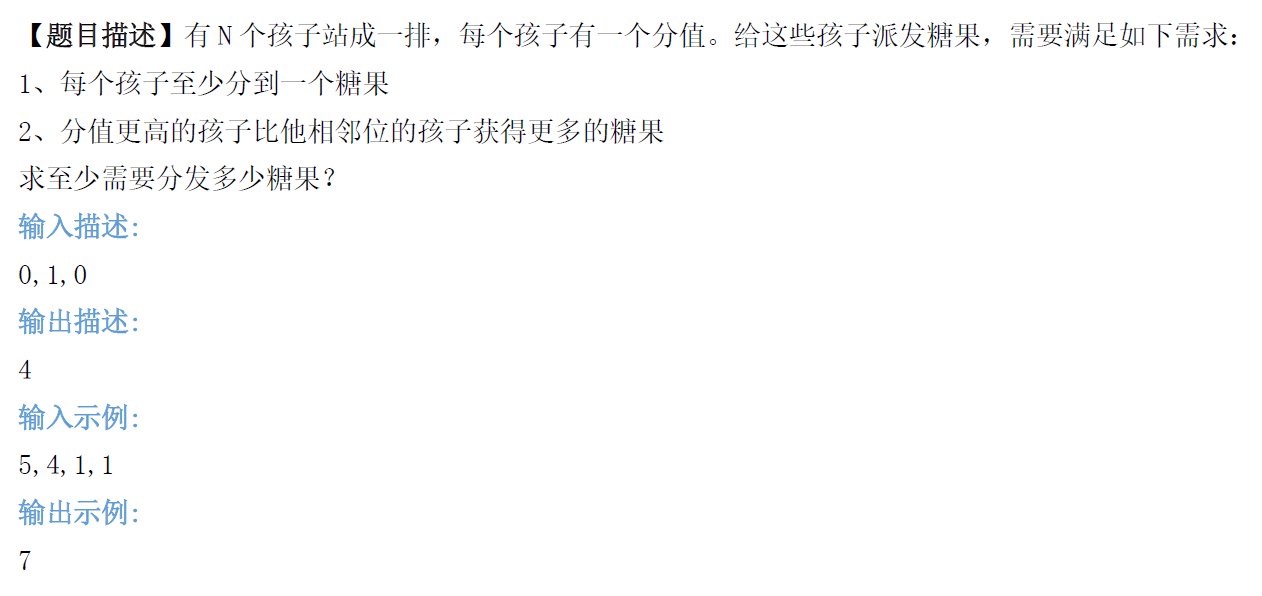 【题目描述】有 N 个孩子站成一排，每个孩子有一个分值。给这些孩子派发糖果，需要满足如下需求：
1、每个孩子至少分到一个糖果
2、分值更高的孩子比他相邻位的孩子获得更多的糖果
求至少需要分发多少糖果？
输入描述：
0,1,0
输出描述：
4
输入示例：
5,4,1,1
输出示例：
7